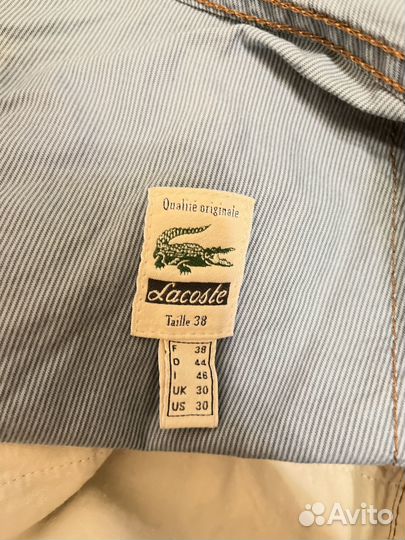 Qualité originale
Lacoste
Taille 38
F 38
D 44
I 46
UK 30
US 30
Avito